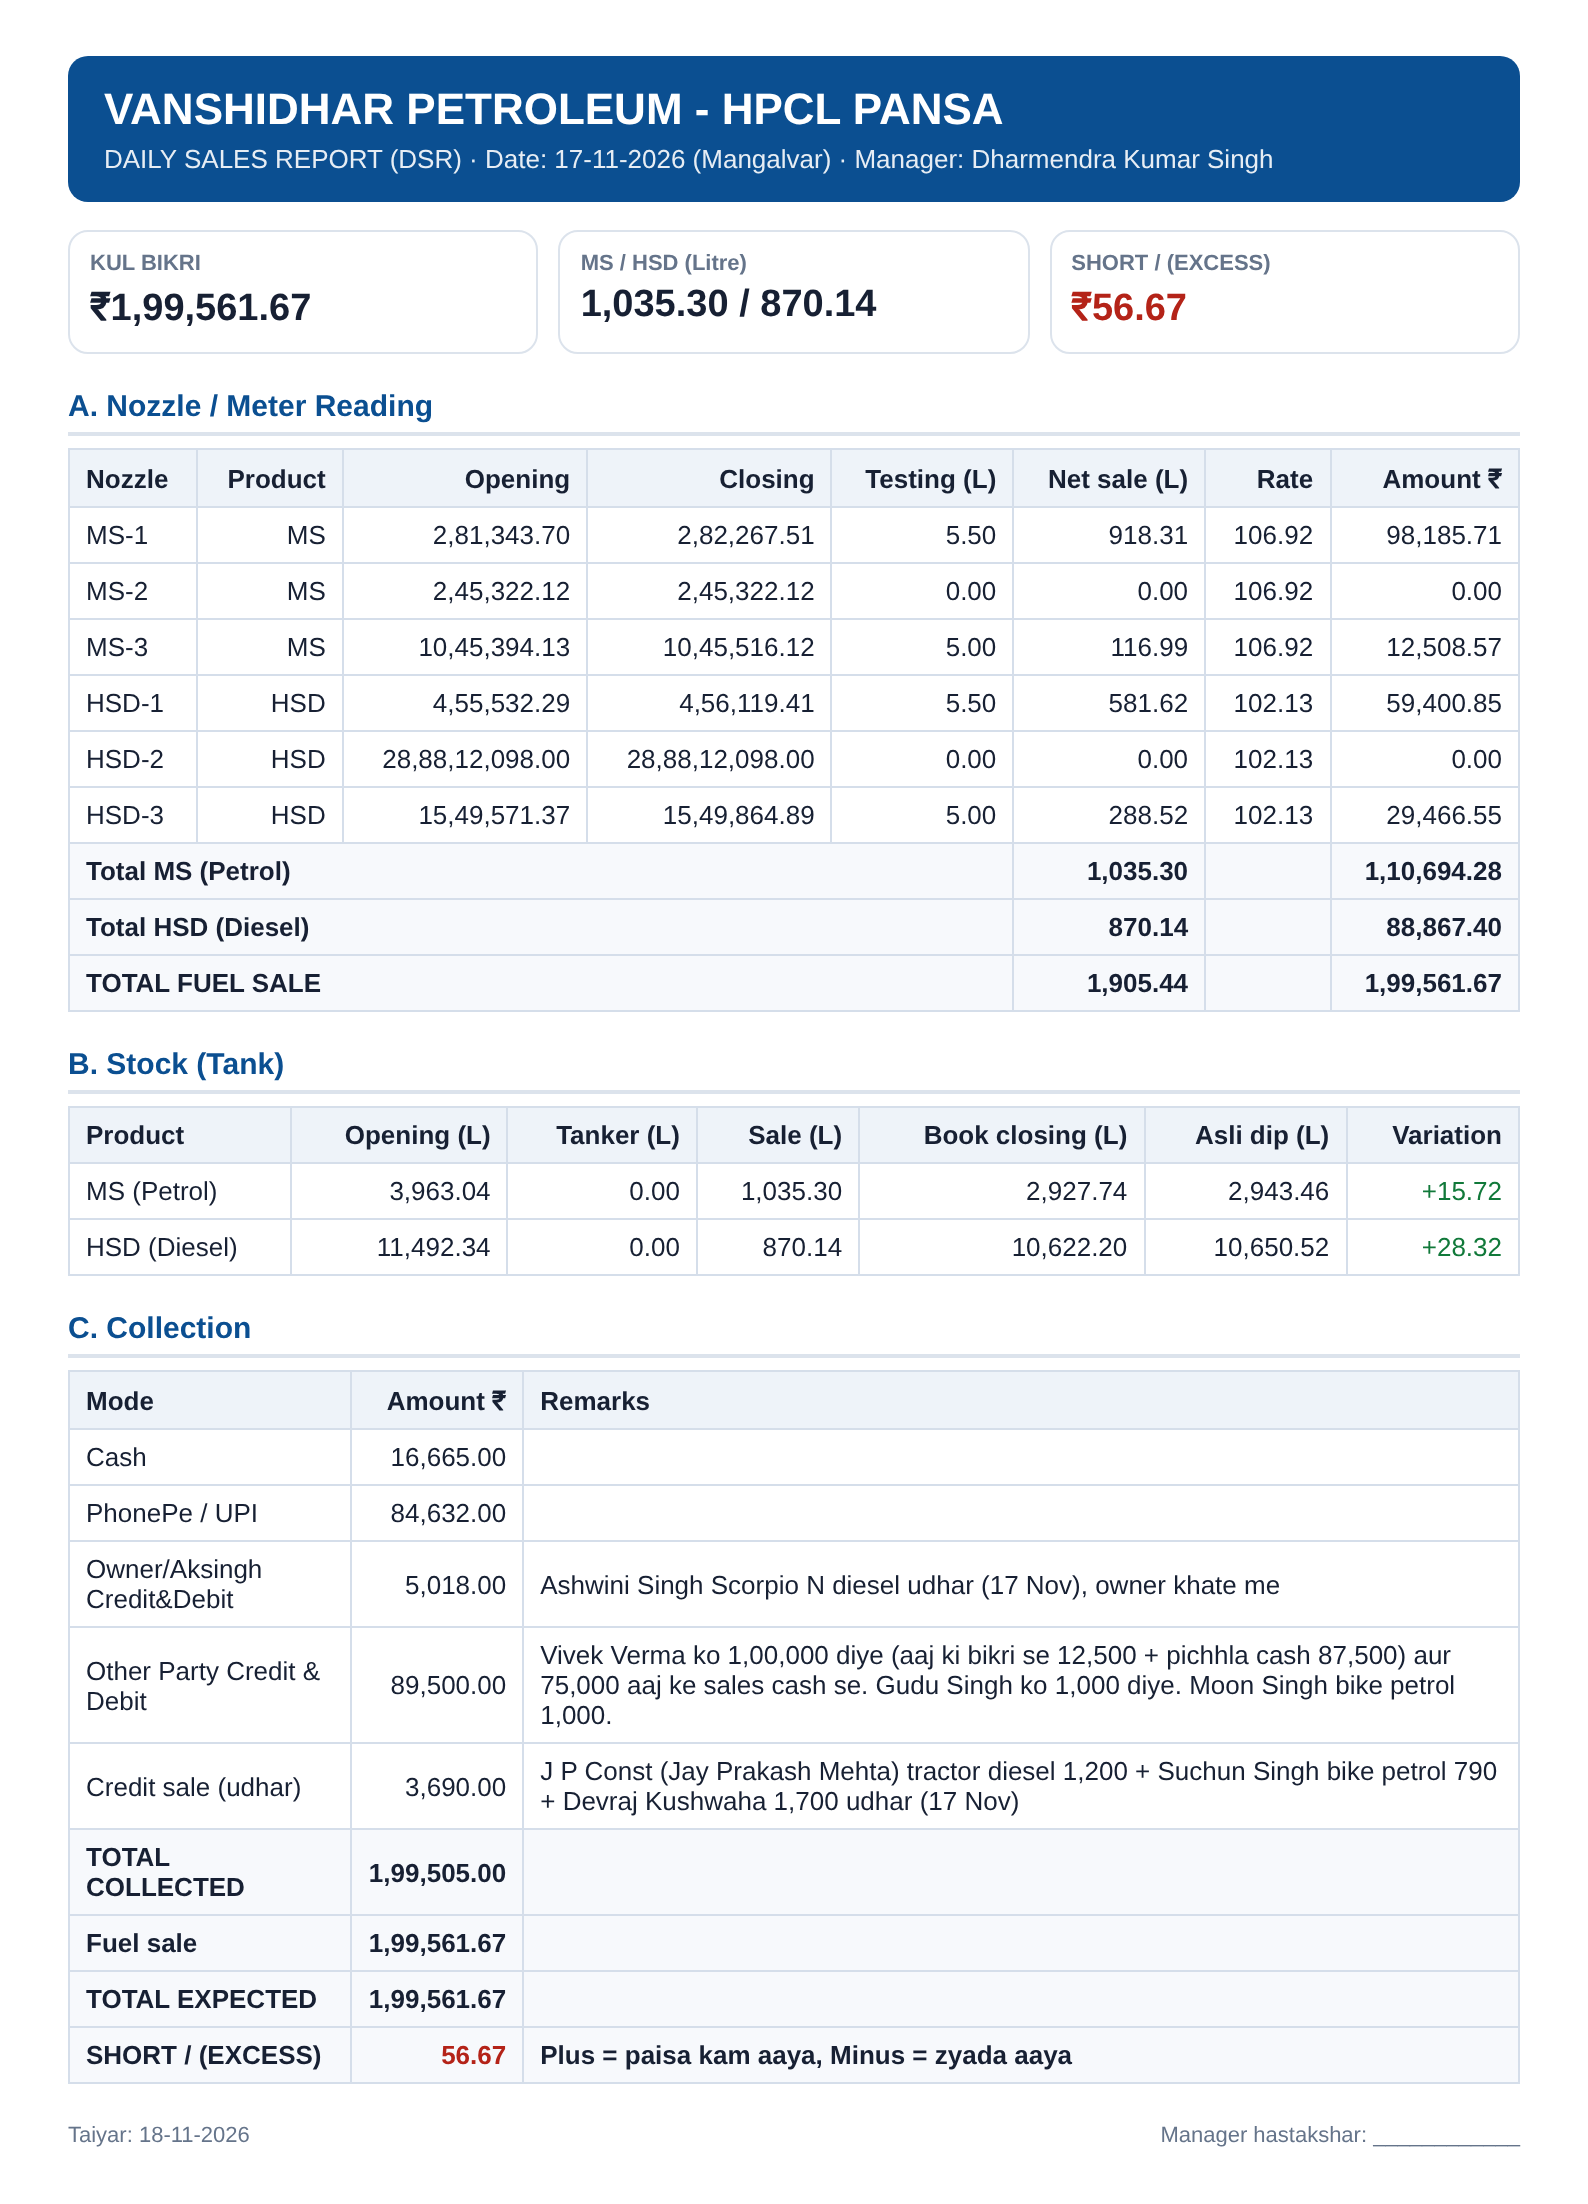 VANSHIDHAR PETROLEUM - HPCL PANSA
DAILY SALES REPORT (DSR) · Date: 17-11-2026 (Mangalvar) · Manager: Dharmendra Kumar Singh
KUL BIKRI
₹1,99,561.67
MS / HSD (Litre)
1,035.30 / 870.14
SHORT / (EXCESS)
₹56.67
A. Nozzle / Meter Reading
Nozzle Product Opening Closing Testing (L) Net sale (L) Rate Amount ₹
MS-1 MS 2,81,343.70 2,82,267.51 5.50 918.31 106.92 98,185.71
MS-2 MS 2,45,322.12 2,45,322.12 0.00 0.00 106.92 0.00
MS-3 MS 10,45,394.13 10,45,516.12 5.00 116.99 106.92 12,508.57
HSD-1 HSD 4,55,532.29 4,56,119.41 5.50 581.62 102.13 59,400.85
HSD-2 HSD 28,88,12,098.00 28,88,12,098.00 0.00 0.00 102.13 0.00
HSD-3 HSD 15,49,571.37 15,49,864.89 5.00 288.52 102.13 29,466.55
Total MS (Petrol) 1,035.30 1,10,694.28
Total HSD (Diesel) 870.14 88,867.40
TOTAL FUEL SALE 1,905.44 1,99,561.67
B. Stock (Tank)
Product Opening (L) Tanker (L) Sale (L) Book closing (L) Asli dip (L) Variation
MS (Petrol) 3,963.04 0.00 1,035.30 2,927.74 2,943.46 +15.72
HSD (Diesel) 11,492.34 0.00 870.14 10,622.20 10,650.52 +28.32
C. Collection
Mode Amount ₹ Remarks
Cash 16,665.00
PhonePe / UPI 84,632.00
Owner/Aksingh
Credit&Debit
5,018.00
Ashwini Singh Scorpio N diesel udhar (17 Nov), owner khate me
Other Party Credit &
Debit
89,500.00
Vivek Verma ko 1,00,000 diye (aaj ki bikri se 12,500 + pichhla cash 87,500) aur
75,000 aaj ke sales cash se. Gudu Singh ko 1,000 diye. Moon Singh bike petrol
1,000.
Credit sale (udhar)
3,690.00
J P Const (Jay Prakash Mehta) tractor diesel 1,200 + Suchun Singh bike petrol 790
+ Devraj Kushwaha 1,700 udhar (17 Nov)
TOTAL
COLLECTED
1,99,505.00
Fuel sale 1,99,561.67
TOTAL EXPECTED 1,99,561.67
SHORT / (EXCESS) 56.67 Plus = paisa kam aaya, Minus = zyada aaya
Taiyar: 18-11-2026
Manager hastakshar: ____________